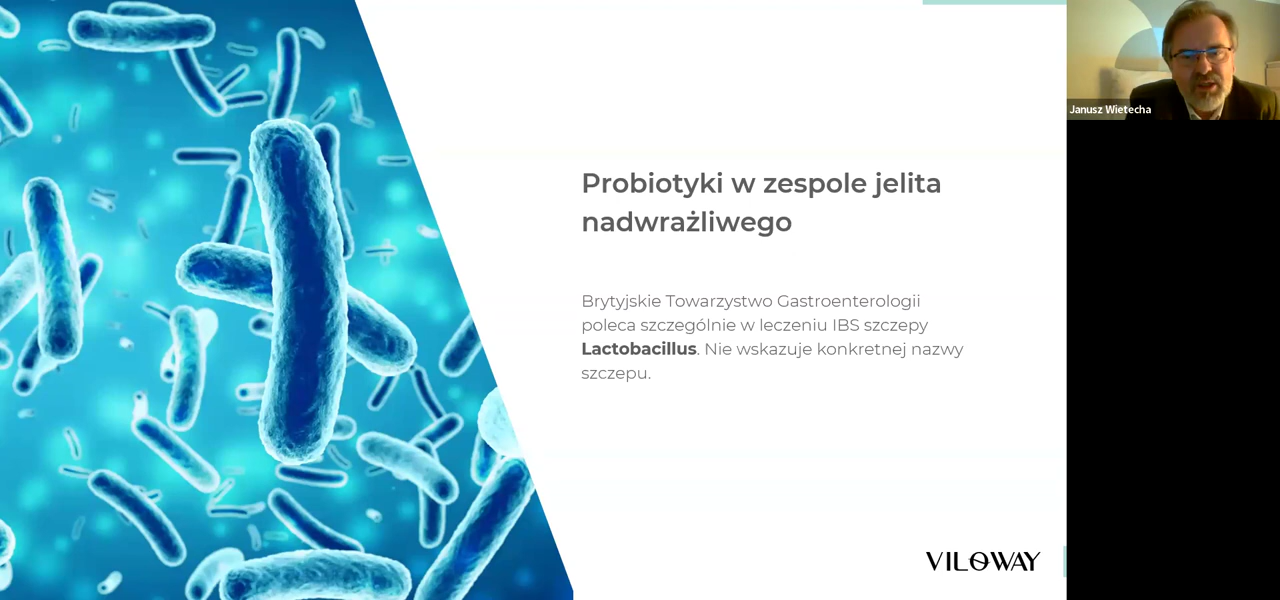 Janusz Wietecha
Probiotyki w zespole jelita
nadwrażliwego
Brytyjskie Towarzystwo Gastroenterologii
poleca szczególnie w leczeniu IBS szczepy
Lactobacillus. Nie wskazuje konkretnej nazwy
szczepu.
VILOWAY